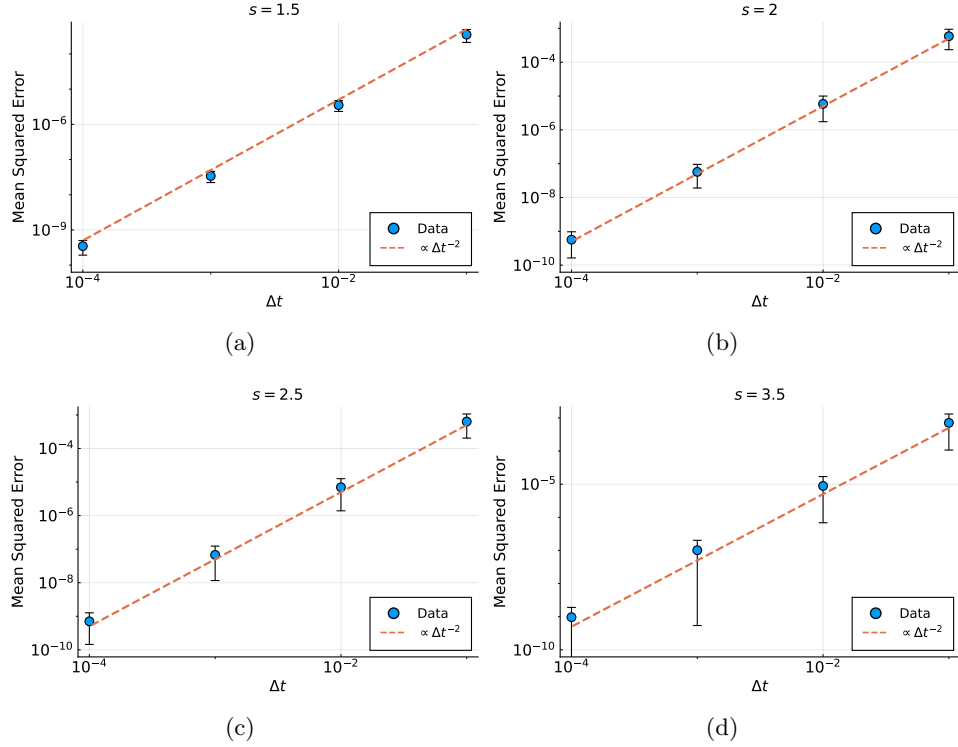 s = 1.5
Mean Squared Error
10⁻⁶
10⁻⁹
10⁻⁴
10⁻²
Δt
Data
∝ Δt⁻²
(a)
s = 2
Mean Squared Error
10⁻⁴
10⁻⁶
10⁻⁸
10⁻¹⁰
10⁻⁴
10⁻²
Δt
Data
∝ Δt⁻²
(b)
s = 2.5
Mean Squared Error
10⁻⁴
10⁻⁶
10⁻⁸
10⁻¹⁰
10⁻⁴
10⁻²
Δt
Data
∝ Δt⁻²
(c)
s = 3.5
Mean Squared Error
10⁻⁵
10⁻¹⁰
10⁻⁴
10⁻²
Δt
Data
∝ Δt⁻²
(d)